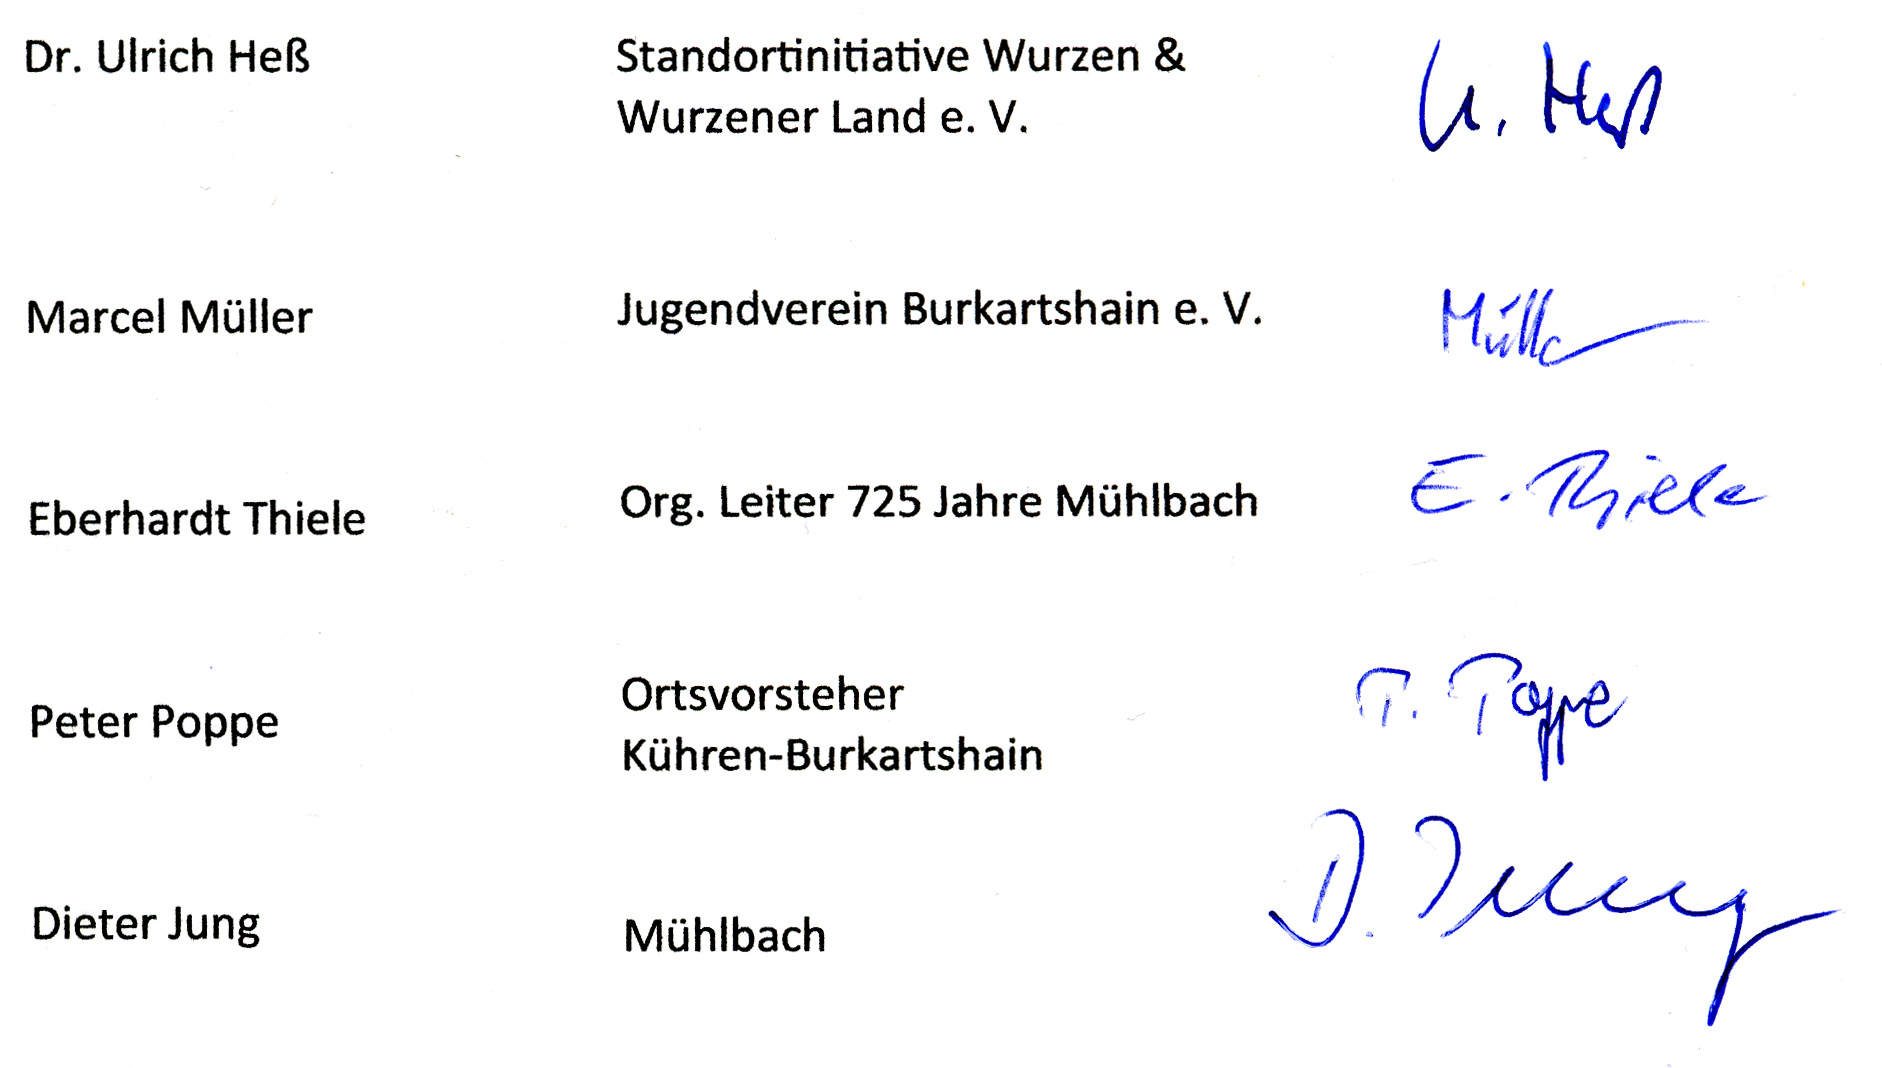 Dr. Ulrich Heß
Standortinitiative Wurzen &
Wurzener Land e. V.
U. Heß
Marcel Müller
Jugendverein Burkartshain e. V.
Müller
Eberhardt Thiele
Org. Leiter 725 Jahre Mühlbach
E. Thiele
Peter Poppe
Ortsvorsteher
Kühren-Burkartshain
P. Poppe
Dieter Jung
Mühlbach
D. Jung